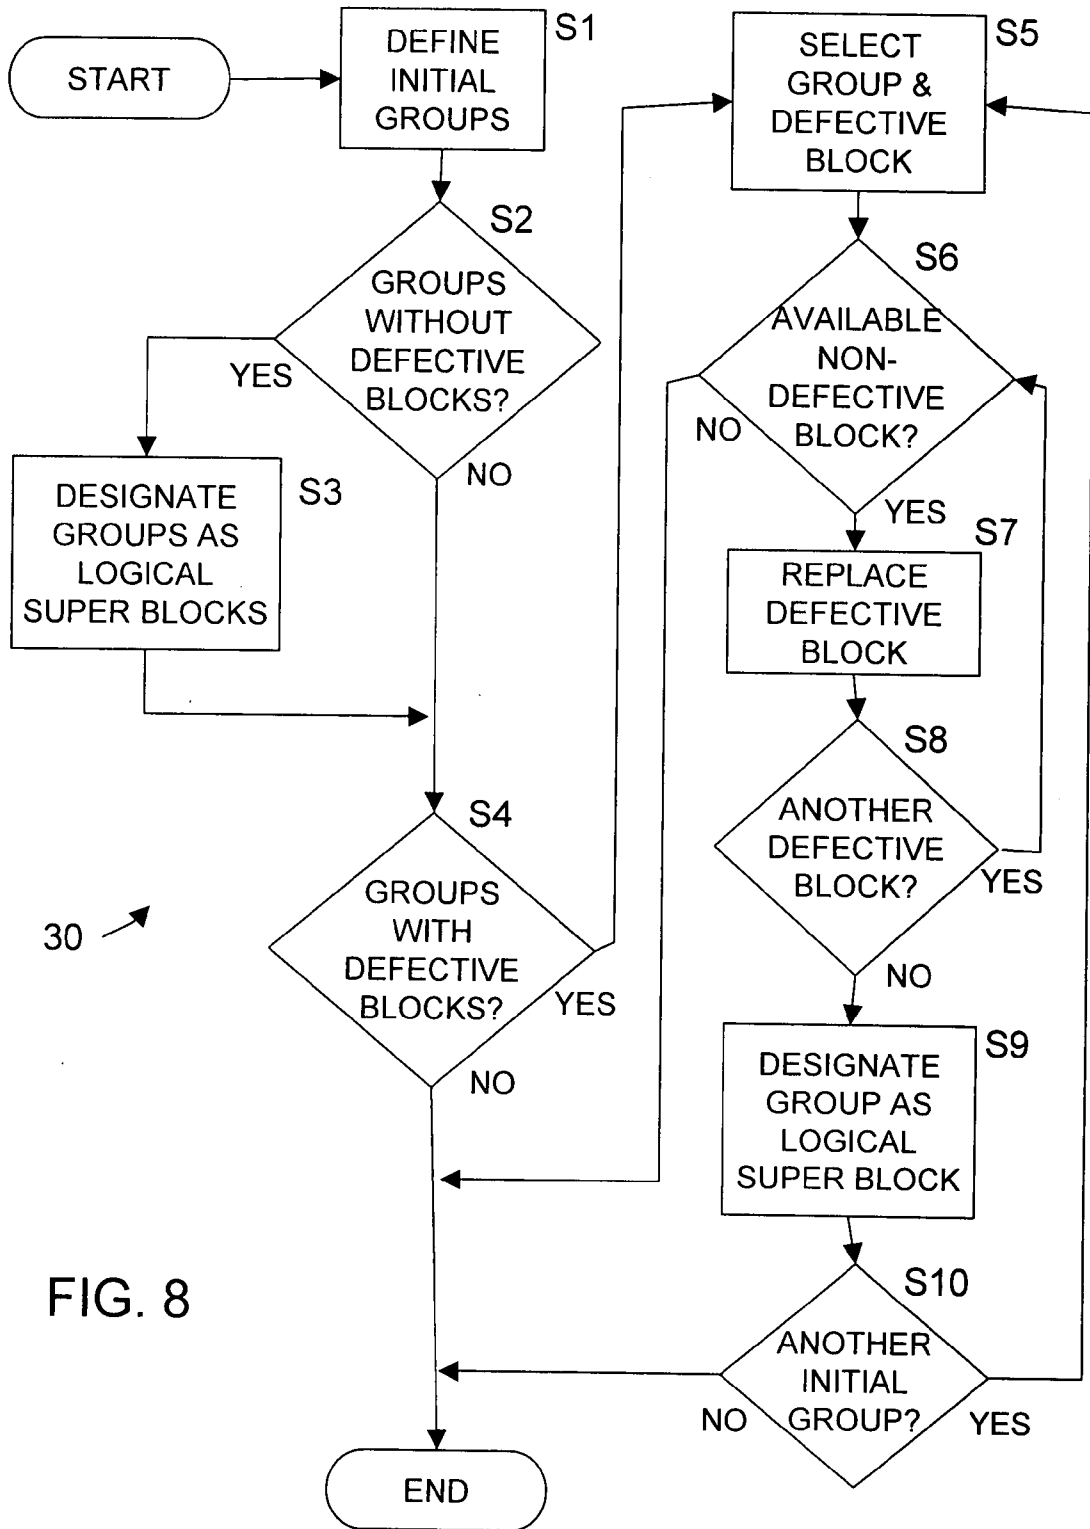 START
DEFINE
INITIAL
GROUPS
S1
S2
GROUPS
WITHOUT
DEFECTIVE
BLOCKS?
YES
NO
S3
DESIGNATE
GROUPS AS
LOGICAL
SUPER BLOCKS
S4
GROUPS
WITH
DEFECTIVE
BLOCKS?
YES
NO
30
SELECT
GROUP &
DEFECTIVE
BLOCK
S5
S6
AVAILABLE
NON-
DEFECTIVE
BLOCK?
NO
YES
S7
REPLACE
DEFECTIVE
BLOCK
S8
ANOTHER
DEFECTIVE
BLOCK?
YES
NO
S9
DESIGNATE
GROUP AS
LOGICAL
SUPER BLOCK
S10
ANOTHER
INITIAL
GROUP?
NO
YES
END
FIG. 8